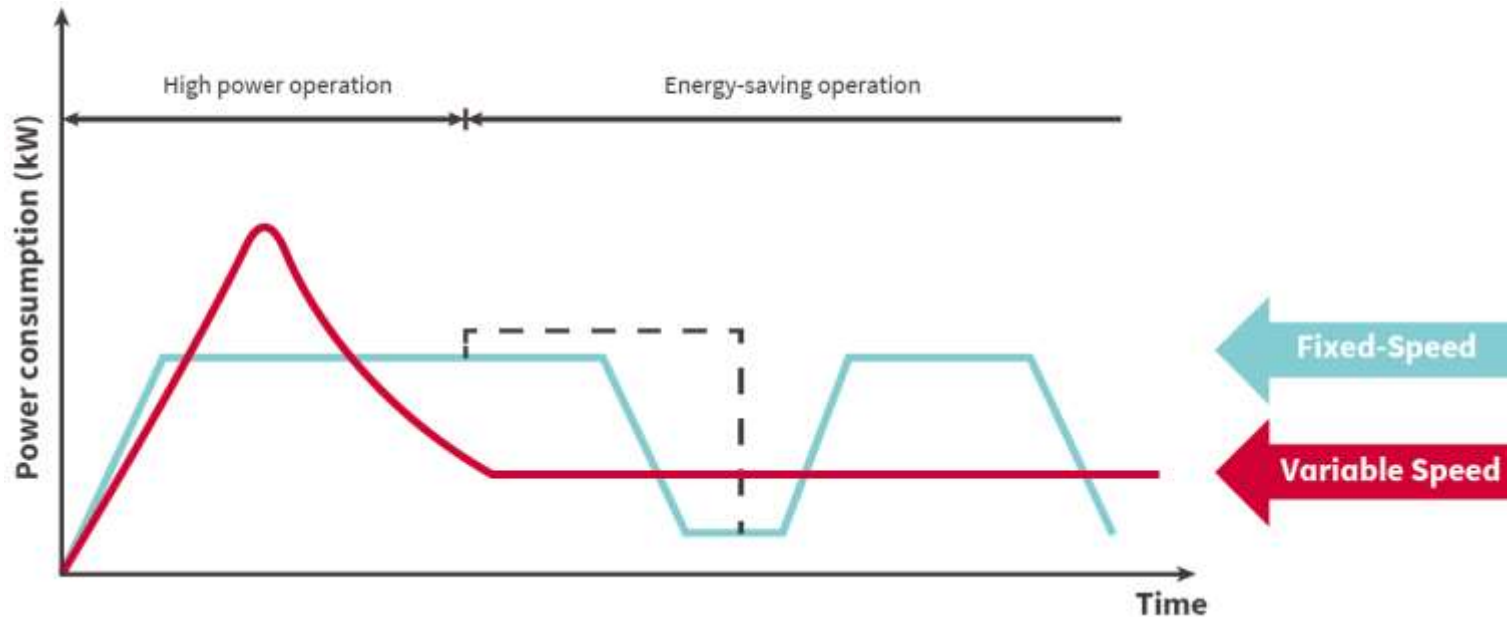 High power operation
Energy-saving operation
Power consumption (kW)
Fixed-Speed
Variable Speed
Time